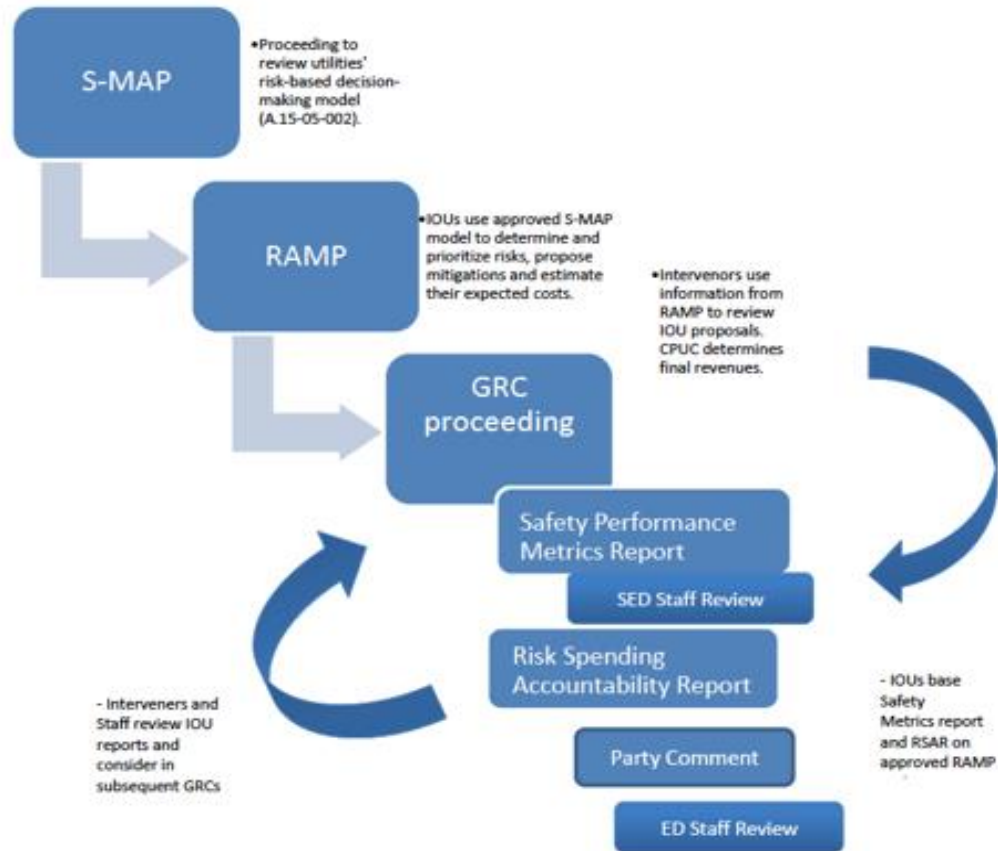 S-MAP
•Proceeding to
review utilities'
risk-based decision-
making model
(A.15-05-002).
RAMP
•IOUs use approved S-MAP
model to determine and
prioritize risks, propose
mitigations and estimate
their expected costs.
•Intervenors use
information from
RAMP to review
IOU proposals.
CPUC determines
final revenues.
GRC
proceeding
Safety Performance
Metrics Report
SED Staff Review
Risk Spending
Accountability Report
- Interveners and
Staff review IOU
reports and
consider in
subsequent GRCs
- IOUs base
Safety
Metrics report
and RSAR on
approved RAMP
Party Comment
ED Staff Review